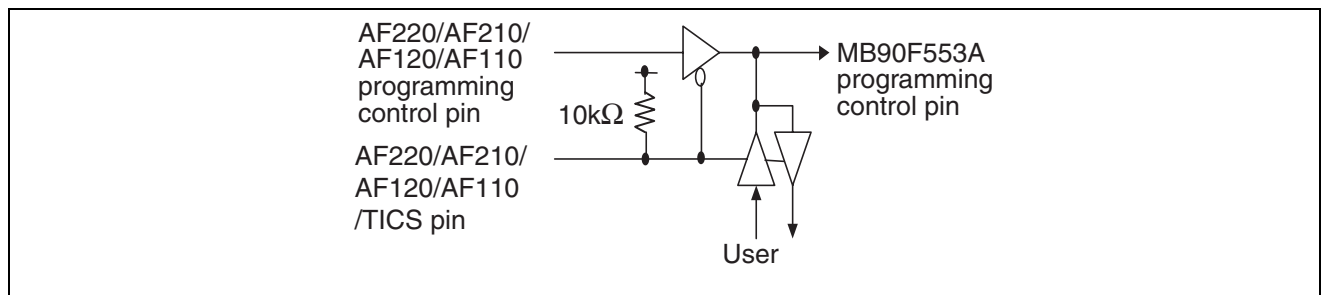 AF220/AF210/
AF120/AF110
programming
control pin
MB90F553A
programming
control pin
10kΩ
AF220/AF210/
AF120/AF110
/TICS pin
User